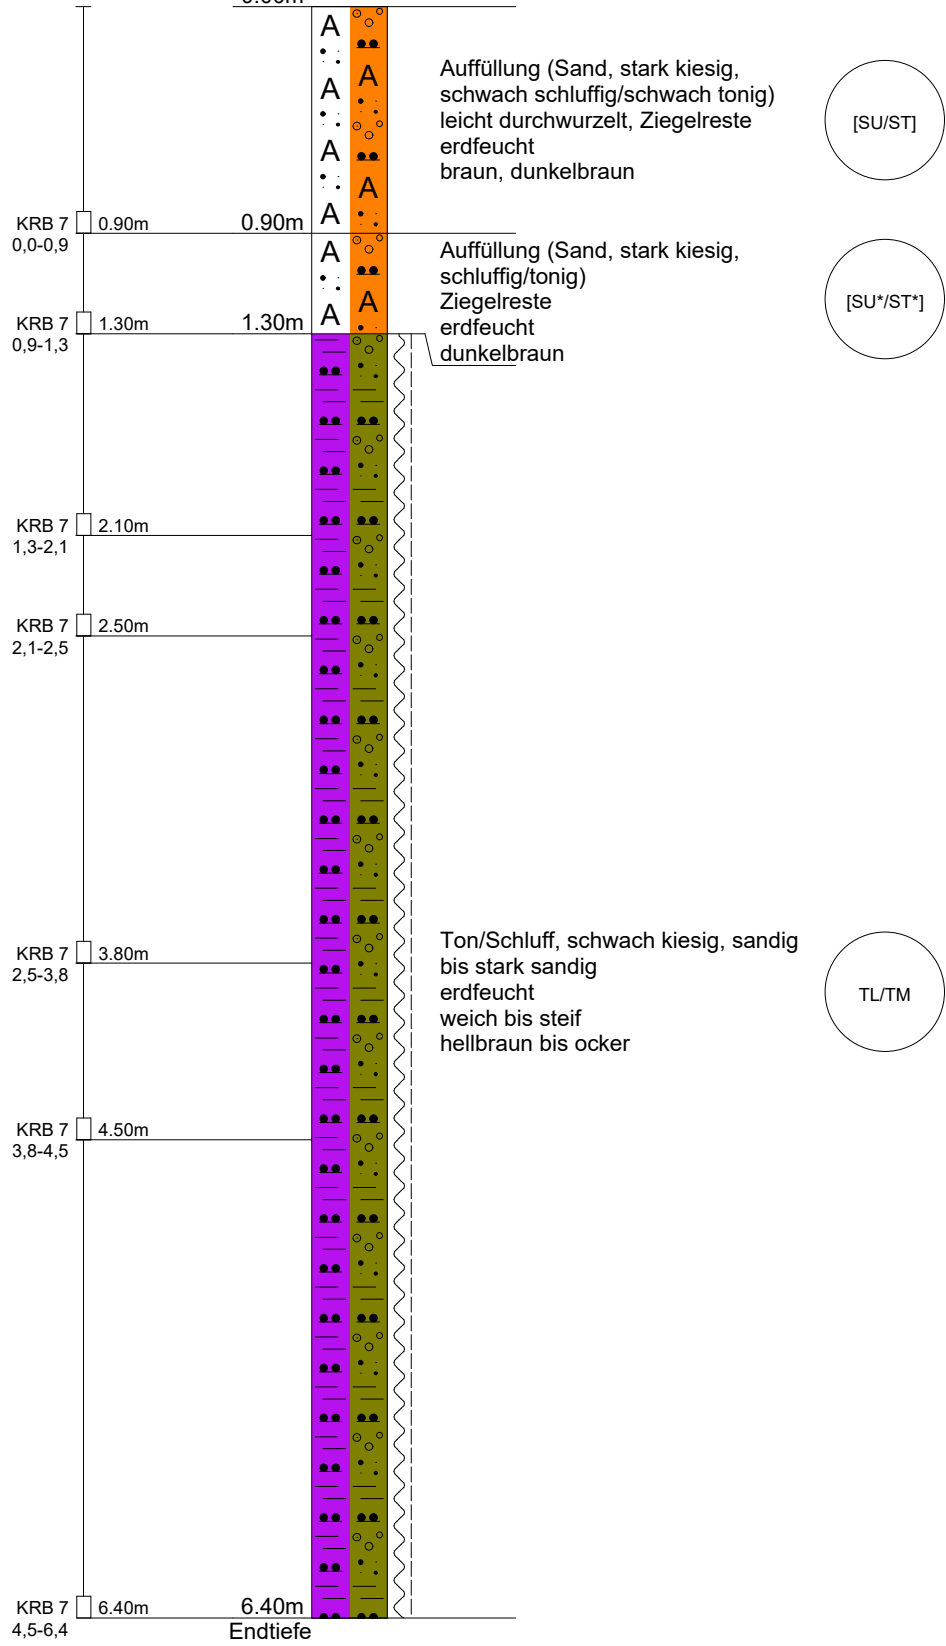 0.00m
A
A
A
A
A
A
Auffüllung (Sand, stark kiesig,
schwach schluffig/schwach tonig)
leicht durchwurzelt, Ziegelreste
erdfeucht
braun, dunkelbraun
[SU/ST]
KRB 7
0,0-0,9
0.90m
0.90m
A
A
A
Auffüllung (Sand, stark kiesig,
schluffig/tonig)
Ziegelreste
erdfeucht
dunkelbraun
[SU*/ST*]
KRB 7
0,9-1,3
1.30m
1.30m
KRB 7
1,3-2,1
2.10m
KRB 7
2,1-2,5
2.50m
KRB 7
2,5-3,8
3.80m
Ton/Schluff, schwach kiesig, sandig
bis stark sandig
erdfeucht
weich bis steif
hellbraun bis ocker
TL/TM
KRB 7
3,8-4,5
4.50m
KRB 7
4,5-6,4
6.40m
6.40m
Endtiefe